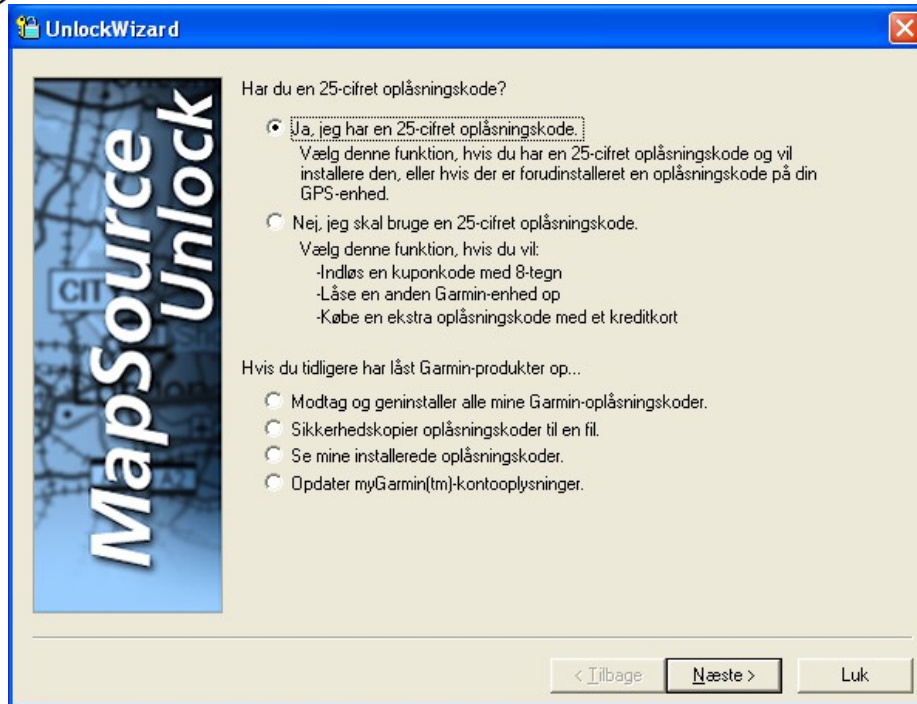 UnlockWizard
MapSource
Unlock
CIT
A2
Har du en 25-cifret oplåsningskode?
Ja, jeg har en 25-cifret oplåsningskode.
Vælg denne funktion, hvis du har en 25-cifret oplåsningskode og vil
installere den, eller hvis der er forudinstalleret en oplåsningskode på din
GPS-enhed.
Nej, jeg skal bruge en 25-cifret oplåsningskode.
Vælg denne funktion, hvis du vil:
-Indløs en kuponkode med 8-tegn
-Låse en anden Garmin-enhed op
-Købe en ekstra oplåsningskode med et kreditkort
Hvis du tidligere har låst Garmin-produkter op...
Modtag og geninstaller alle mine Garmin-oplåsningskoder.
Sikkerhedskopier oplåsningskoder til en fil.
Se mine installerede oplåsningskoder.
Opdater myGarmin(tm)-kontooplysninger.
< Tilbage
Næste >
Luk